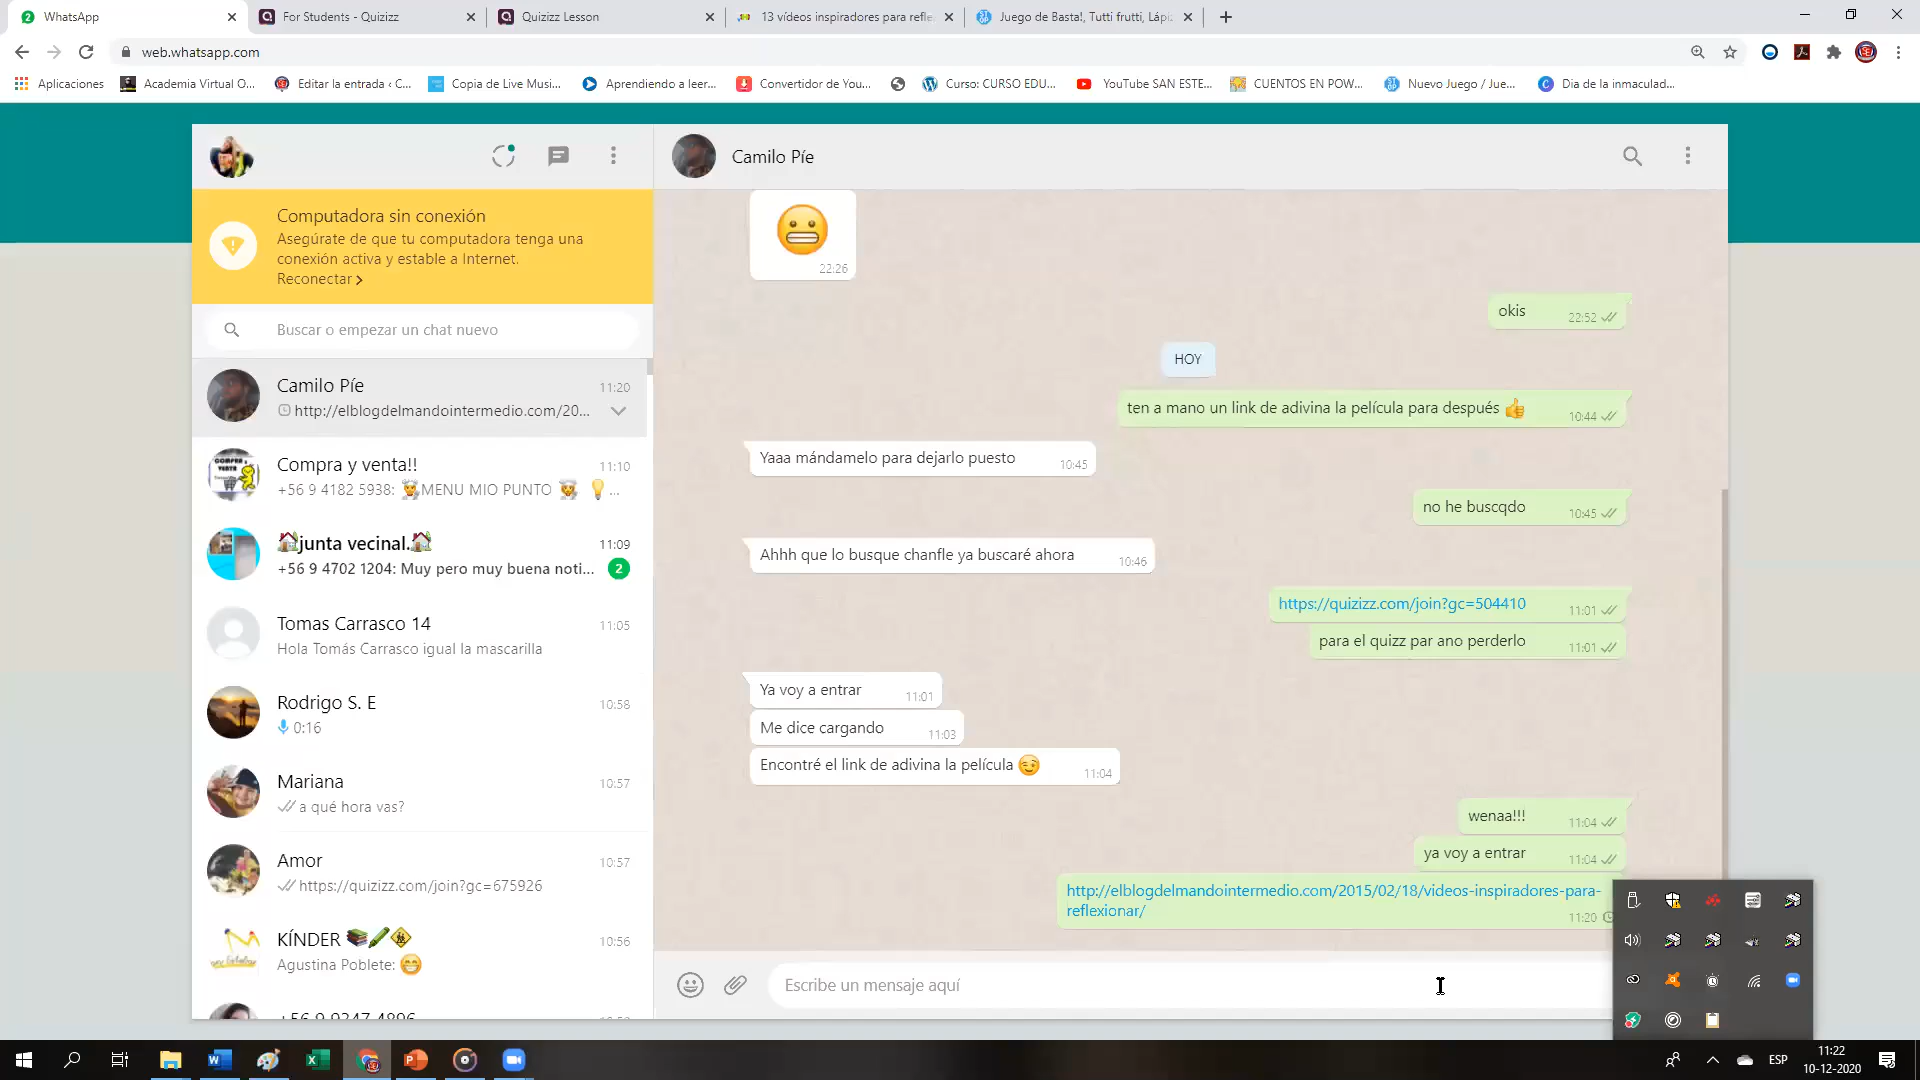 2 WhatsApp
For Students - Quizizz
Quizizz Lesson
13 vídeos inspiradores para refle
Juego de Basta!, Tutti frutti, Lápi
web.whatsapp.com
Aplicaciones
Academia Virtual O...
Editar la entrada ‹ C...
Copia de Live Musi...
Aprendiendo a leer...
Convertidor de You...
Curso: CURSO EDU...
YouTube SAN ESTE...
CUENTOS EN POW...
Nuevo Juego / Jue...
Dia de la inmaculad...
Camilo Píe
Computadora sin conexión
Asegúrate de que tu computadora tenga una
conexión activa y estable a Internet.
Reconectar
Buscar o empezar un chat nuevo
Camilo Píe 11:20
http://elblogdelmandointermedio.com/20...
Compra y venta!! 11:10
+56 9 4182 5938: MENU MIO PUNTO ...
junta vecinal. 11:09
+56 9 4702 1204: Muy pero muy buena noti... 2
Tomas Carrasco 14 11:05
Hola Tomás Carrasco igual la mascarilla
Rodrigo S. E 10:58
0:16
Mariana 10:57
a qué hora vas?
Amor 10:57
https://quizizz.com/join?gc=675926
KÍNDER 10:56
Agustina Poblete:
+56 9 9347 4896
22:26
okis 22:52
HOY
ten a mano un link de adivina la película para después 10:44
Yaaa mándamelo para dejarlo puesto 10:45
no he buscqdo 10:45
Ahhh que lo busque chanfle ya buscaré ahora 10:46
https://quizizz.com/join?gc=504410 11:01
para el quizz par ano perderlo 11:01
Ya voy a entrar 11:01
Me dice cargando 11:03
Encontré el link de adivina la película 11:04
wenaa!!! 11:04
ya voy a entrar 11:04
http://elblogdelmandointermedio.com/2015/02/18/videos-inspiradores-para-
reflexionar/ 11:20
Escribe un mensaje aquí
ESP
11:22
10-12-2020